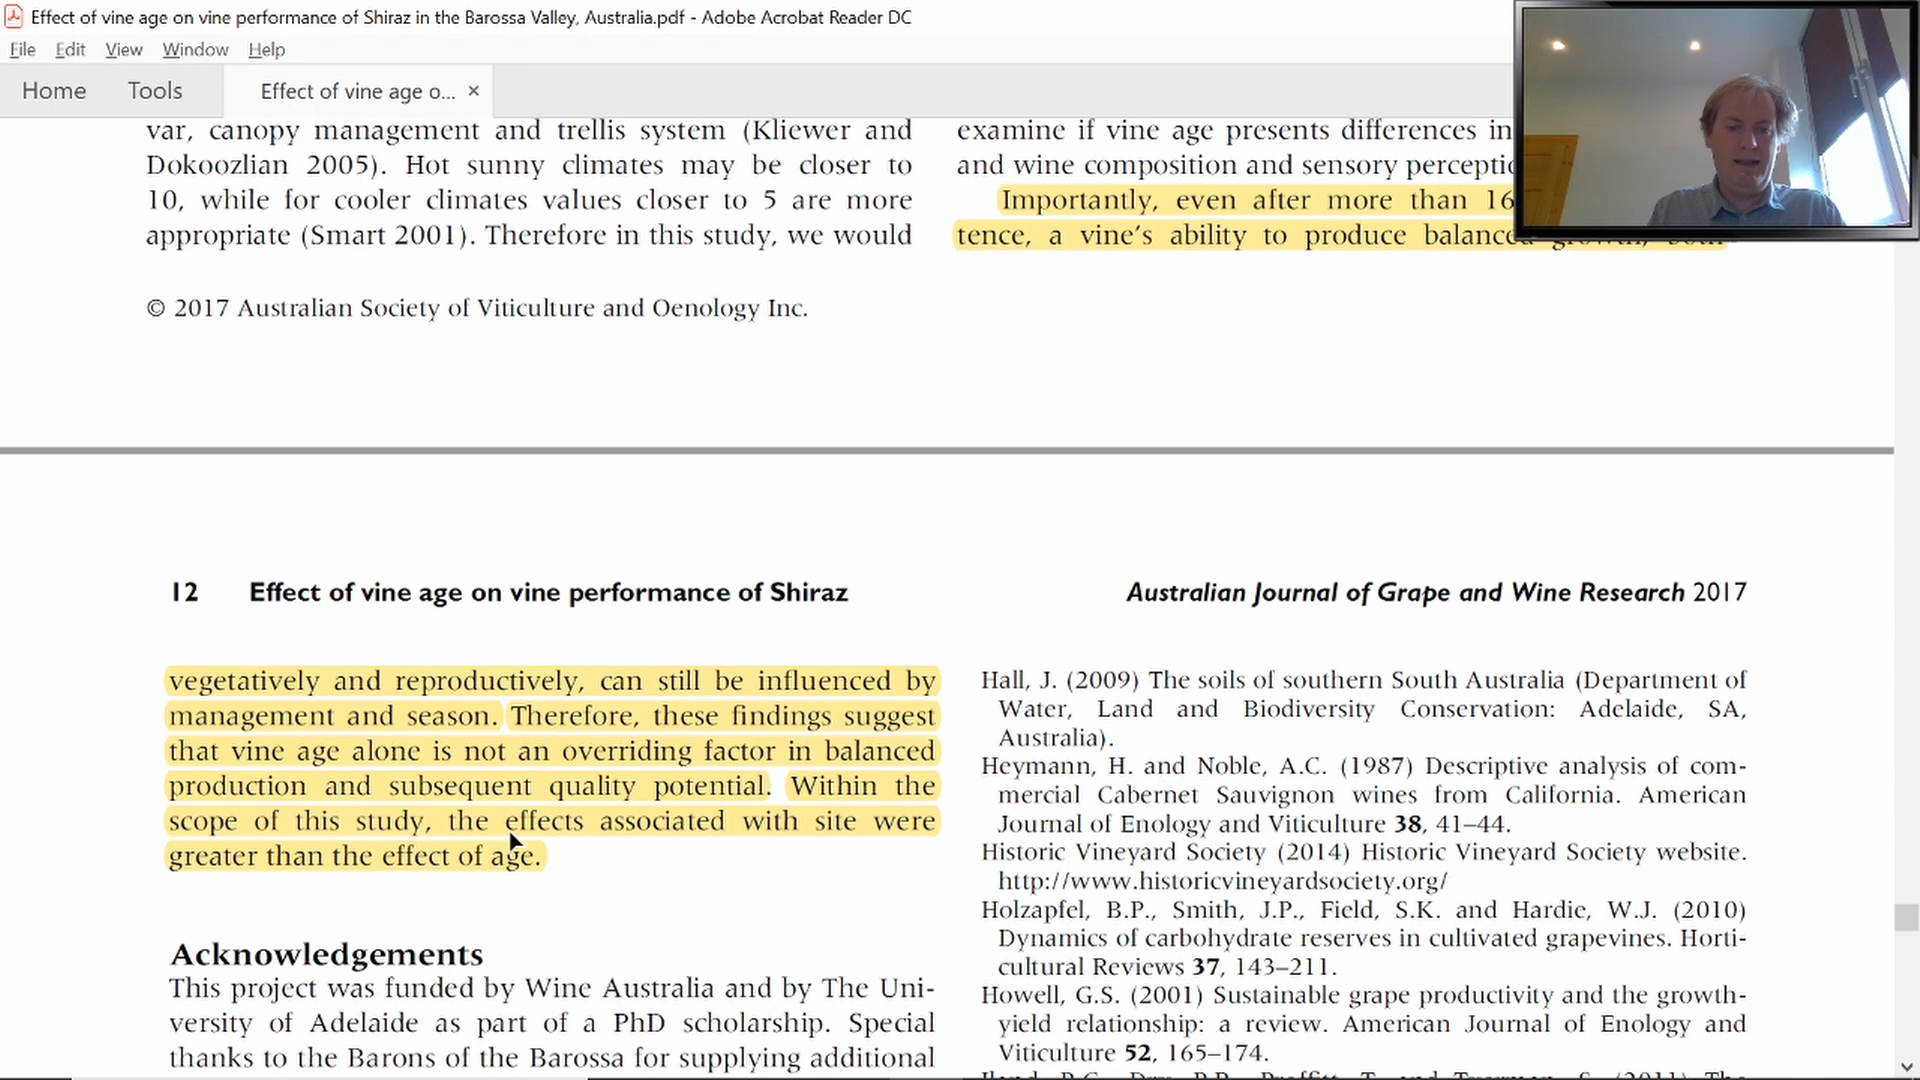 Effect of vine age on vine performance of Shiraz in the Barossa Valley, Australia.pdf - Adobe Acrobat Reader DC
File Edit View Window Help
Home Tools Effect of vine age o... ×
var, canopy management and trellis system (Kliewer and
Dokoozlian 2005). Hot sunny climates may be closer to
10, while for cooler climates values closer to 5 are more
appropriate (Smart 2001). Therefore in this study, we would
© 2017 Australian Society of Viticulture and Oenology Inc.
examine if vine age presents differences in
and wine composition and sensory perceptio
Importantly, even after more than 16
tence, a vine's ability to produce balanced growth, both
12 Effect of vine age on vine performance of Shiraz
Australian Journal of Grape and Wine Research 2017
vegetatively and reproductively, can still be influenced by
management and season. Therefore, these findings suggest
that vine age alone is not an overriding factor in balanced
production and subsequent quality potential. Within the
scope of this study, the effects associated with site were
greater than the effect of age.
Acknowledgements
This project was funded by Wine Australia and by The Uni-
versity of Adelaide as part of a PhD scholarship. Special
thanks to the Barons of the Barossa for supplying additional
Hall, J. (2009) The soils of southern South Australia (Department of
Water, Land and Biodiversity Conservation: Adelaide, SA,
Australia).
Heymann, H. and Noble, A.C. (1987) Descriptive analysis of com-
mercial Cabernet Sauvignon wines from California. American
Journal of Enology and Viticulture 38, 41–44.
Historic Vineyard Society (2014) Historic Vineyard Society website.
http://www.historicvineyardsociety.org/
Holzapfel, B.P., Smith, J.P., Field, S.K. and Hardie, W.J. (2010)
Dynamics of carbohydrate reserves in cultivated grapevines. Horti-
cultural Reviews 37, 143–211.
Howell, G.S. (2001) Sustainable grape productivity and the growth-
yield relationship: a review. American Journal of Enology and
Viticulture 52, 165–174.